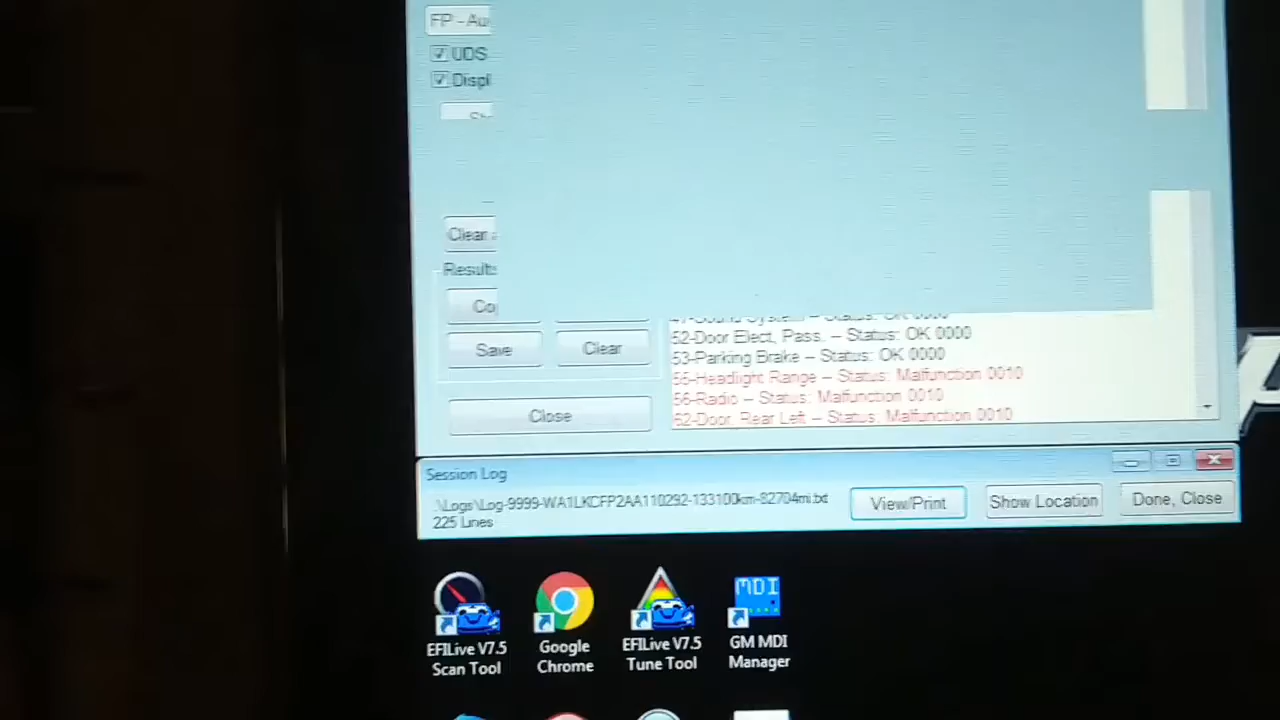 FP - Au
UDS
Displ
Clear
Results
Co
Save
Clear
Close
52-Door Elect, Pass. -- Status: OK 0000
53-Parking Brake -- Status: OK 0000
55-Headlight Range -- Status: Malfunction 0010
56-Radio -- Status: Malfunction 0010
62-Door, Rear Left -- Status: Malfunction 0010
Session Log
.\Logs\Log-9999-WA1LKCFP2AA110292-133100km-82704mi.txt
225 Lines
View/Print
Show Location
Done, Close
EFILive V7.5
Scan Tool
Google
Chrome
EFILive V7.5
Tune Tool
MDI
GM MDI
Manager